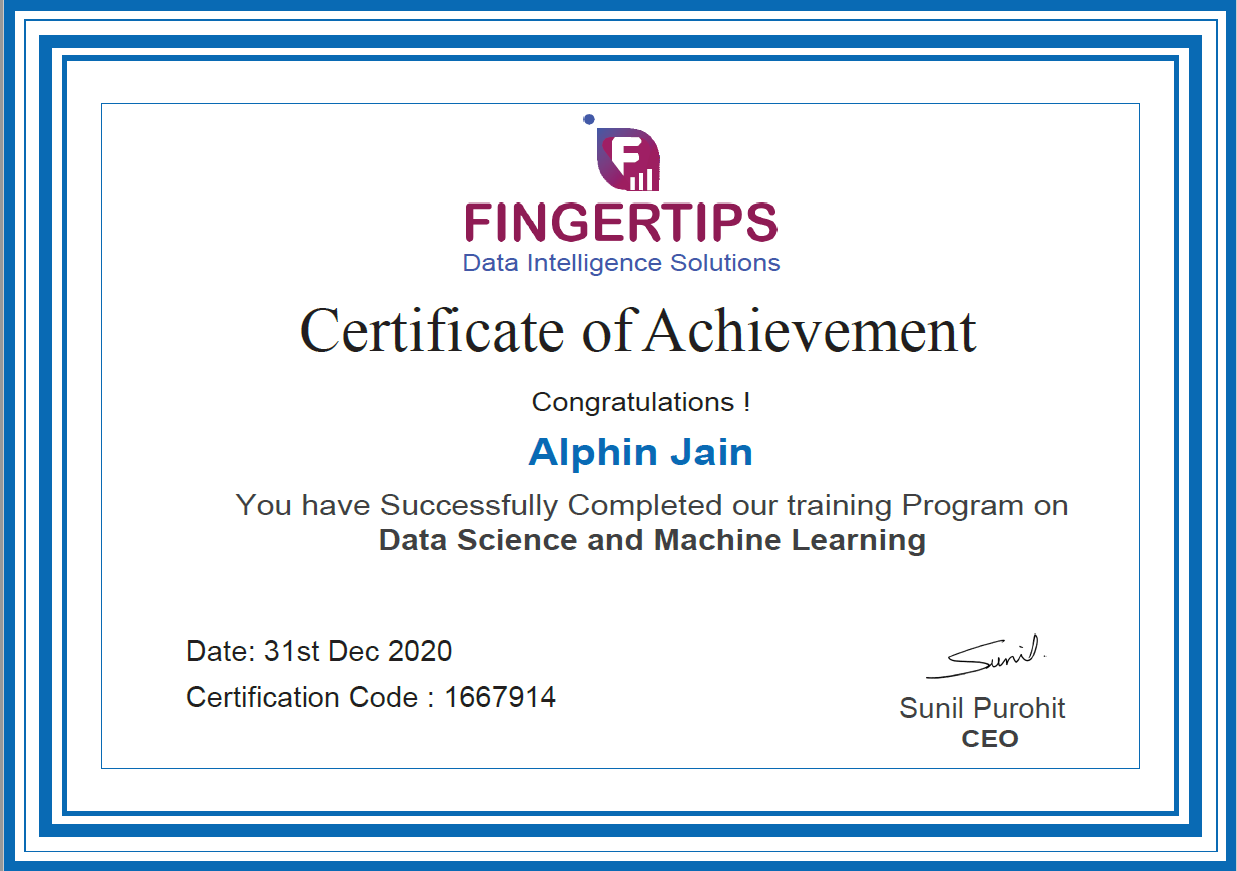 FINGERTIPS
Data Intelligence Solutions
Certificate of Achievement
Congratulations !
Alphin Jain
You have Successfully Completed our training Program on
Data Science and Machine Learning
Date: 31st Dec 2020
Certification Code : 1667914
Sunil.
Sunil Purohit
CEO